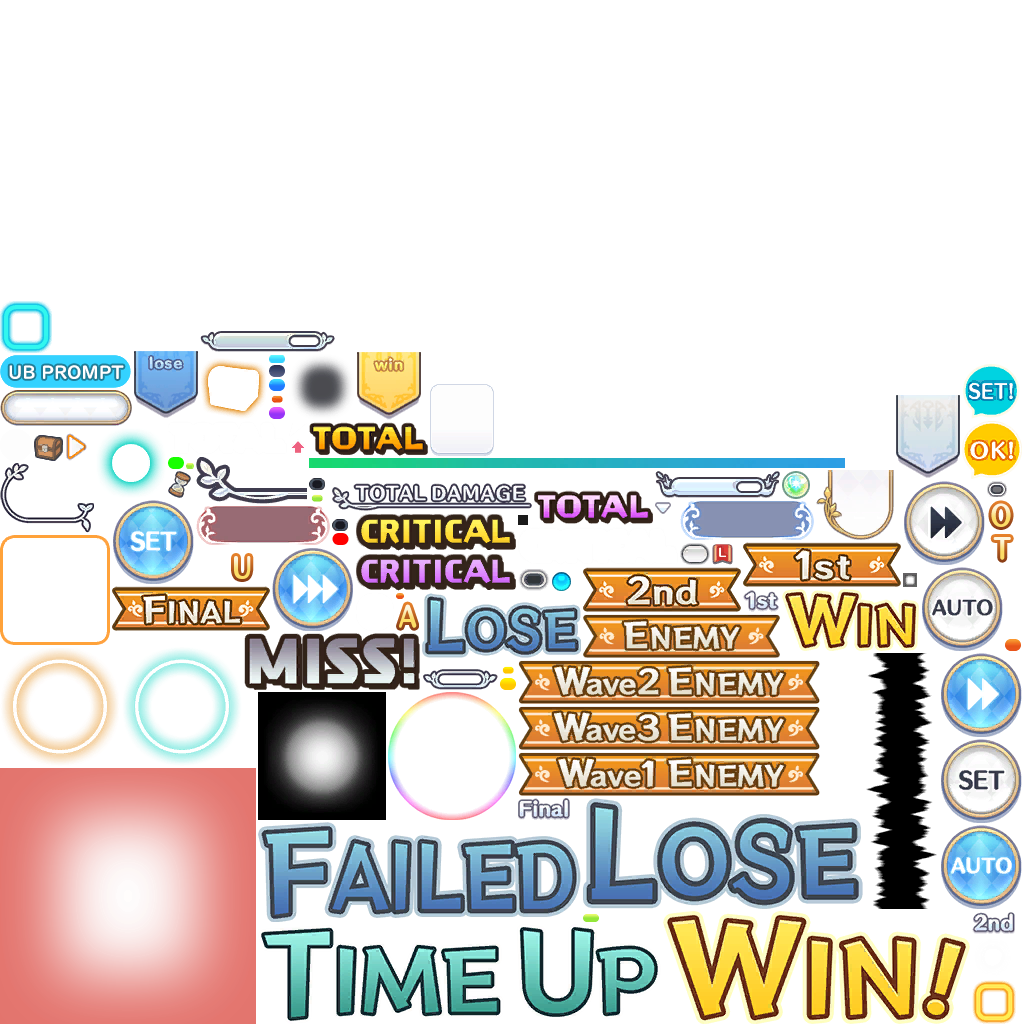 UB PROMPT
lose
win
SET!
TOTAL
OK!
TOTAL DAMAGE
TOTAL
CRITICAL
SET
O
T
U
CRITICAL
L
1st
FINAL
2nd
1st
A
LOSE
WIN
AUTO
ENEMY
MISS!
Wave2 ENEMY
Wave3 ENEMY
Wave1 ENEMY
SET
Final
FAILED
LOSE
AUTO
2nd
TIME UP
WIN!